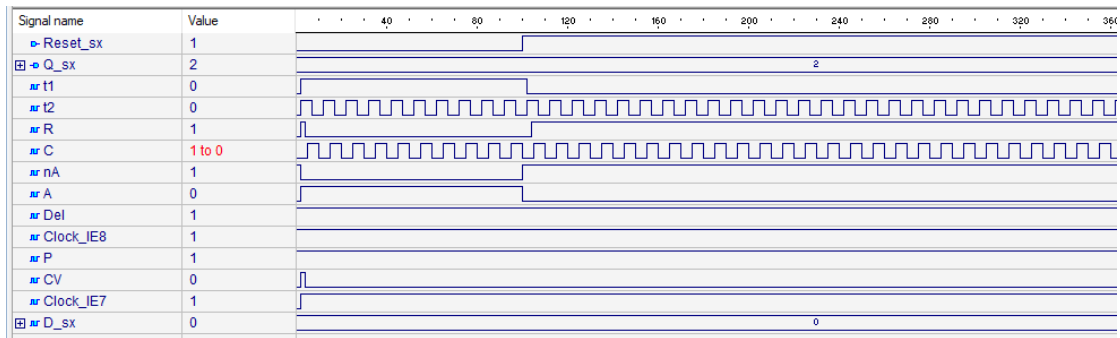 Signal name Value 40 80 120 160 200 240 280 320 360
Reset_sx 1
Q_sx 2 2
t1 0
t2 0
R 1
C 1 to 0
nA 1
A 0
Del 1
Clock_IE8 1
P 1
CV 0
Clock_IE7 1
D_sx 0 0